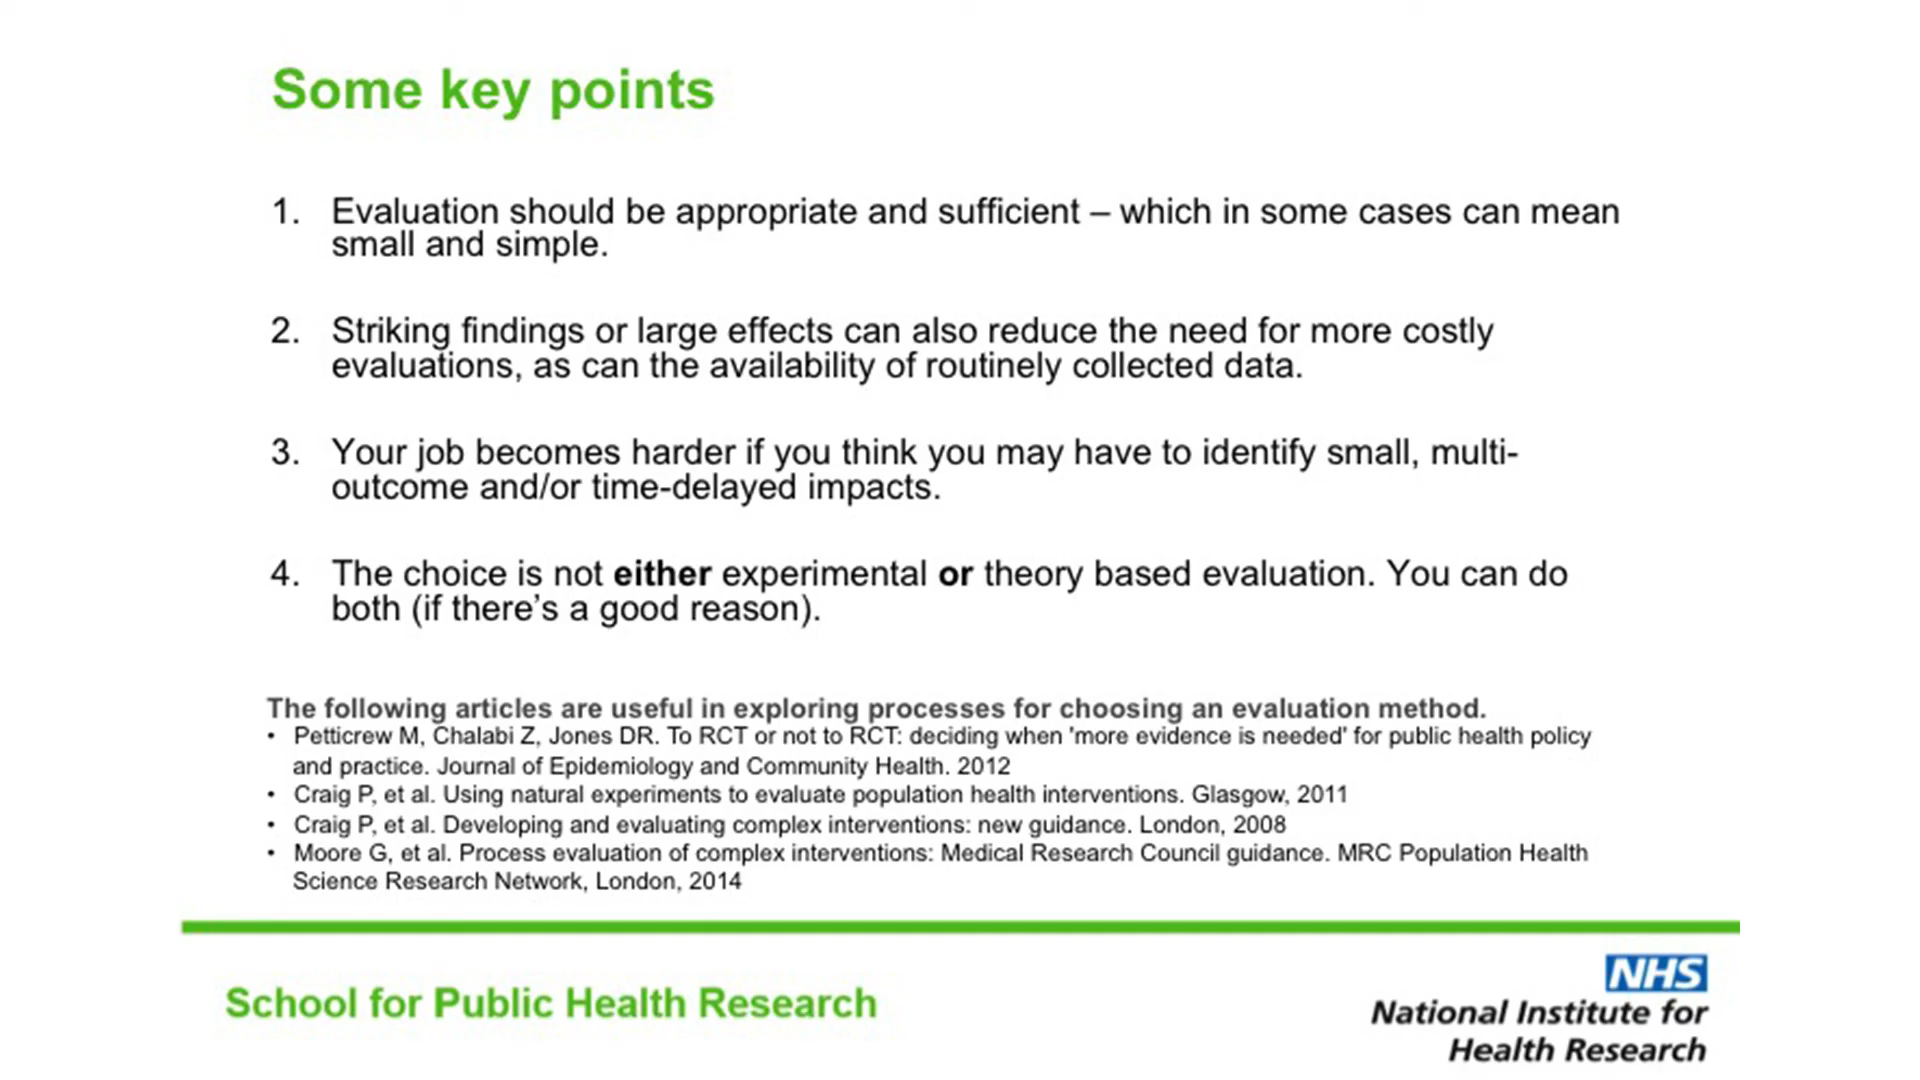 Some key points
1. Evaluation should be appropriate and sufficient – which in some cases can mean
small and simple.
2. Striking findings or large effects can also reduce the need for more costly
evaluations, as can the availability of routinely collected data.
3. Your job becomes harder if you think you may have to identify small, multi-
outcome and/or time-delayed impacts.
4. The choice is not either experimental or theory based evaluation. You can do
both (if there’s a good reason).
The following articles are useful in exploring processes for choosing an evaluation method.
• Petticrew M, Chalabi Z, Jones DR. To RCT or not to RCT: deciding when 'more evidence is needed' for public health policy
and practice. Journal of Epidemiology and Community Health. 2012
• Craig P, et al. Using natural experiments to evaluate population health interventions. Glasgow, 2011
• Craig P, et al. Developing and evaluating complex interventions: new guidance. London, 2008
• Moore G, et al. Process evaluation of complex interventions: Medical Research Council guidance. MRC Population Health
Science Research Network, London, 2014
School for Public Health Research
NHS
National Institute for
Health Research